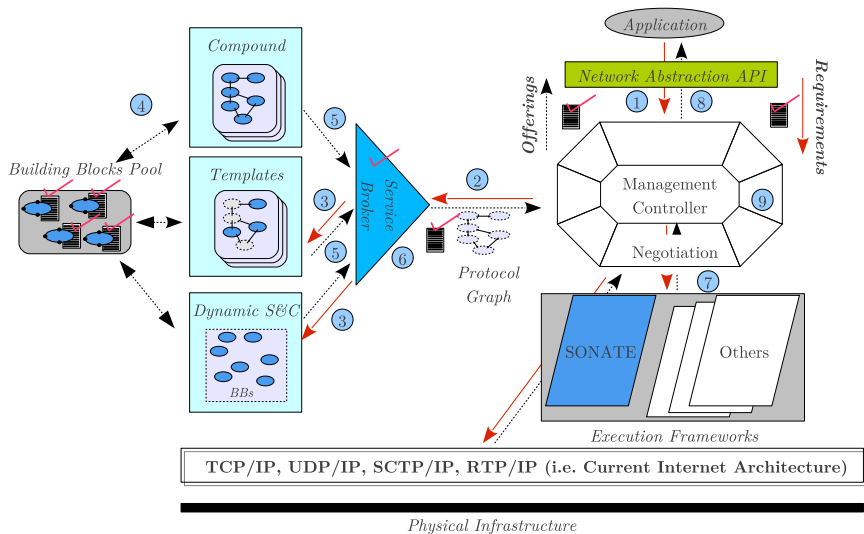 Application
Compound
Network Abstraction API
Offerings
Requirements
1
8
4
5
Building Blocks Pool
Templates
Service
Broker
2
3
Management
Controller
9
5
6
Negotiation
Protocol
Graph
7
Dynamic S&C
3
BBs
SONATE
Others
Execution Frameworks
TCP/IP, UDP/IP, SCTP/IP, RTP/IP (i.e. Current Internet Architecture)
Physical Infrastructure